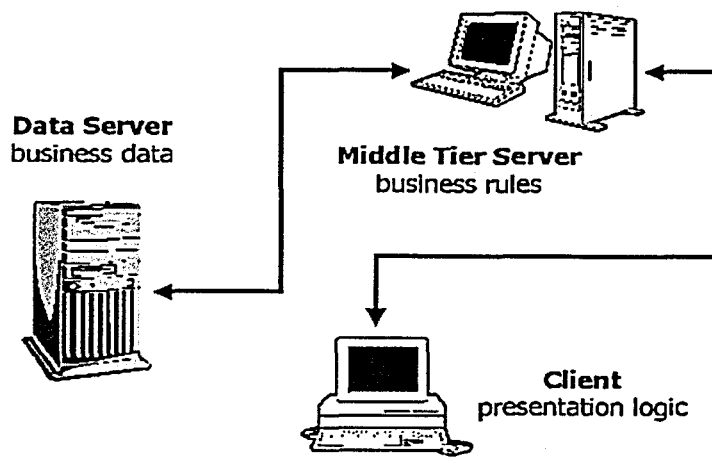 Data Server
business data
Middle Tier Server
business rules
Client
presentation logic